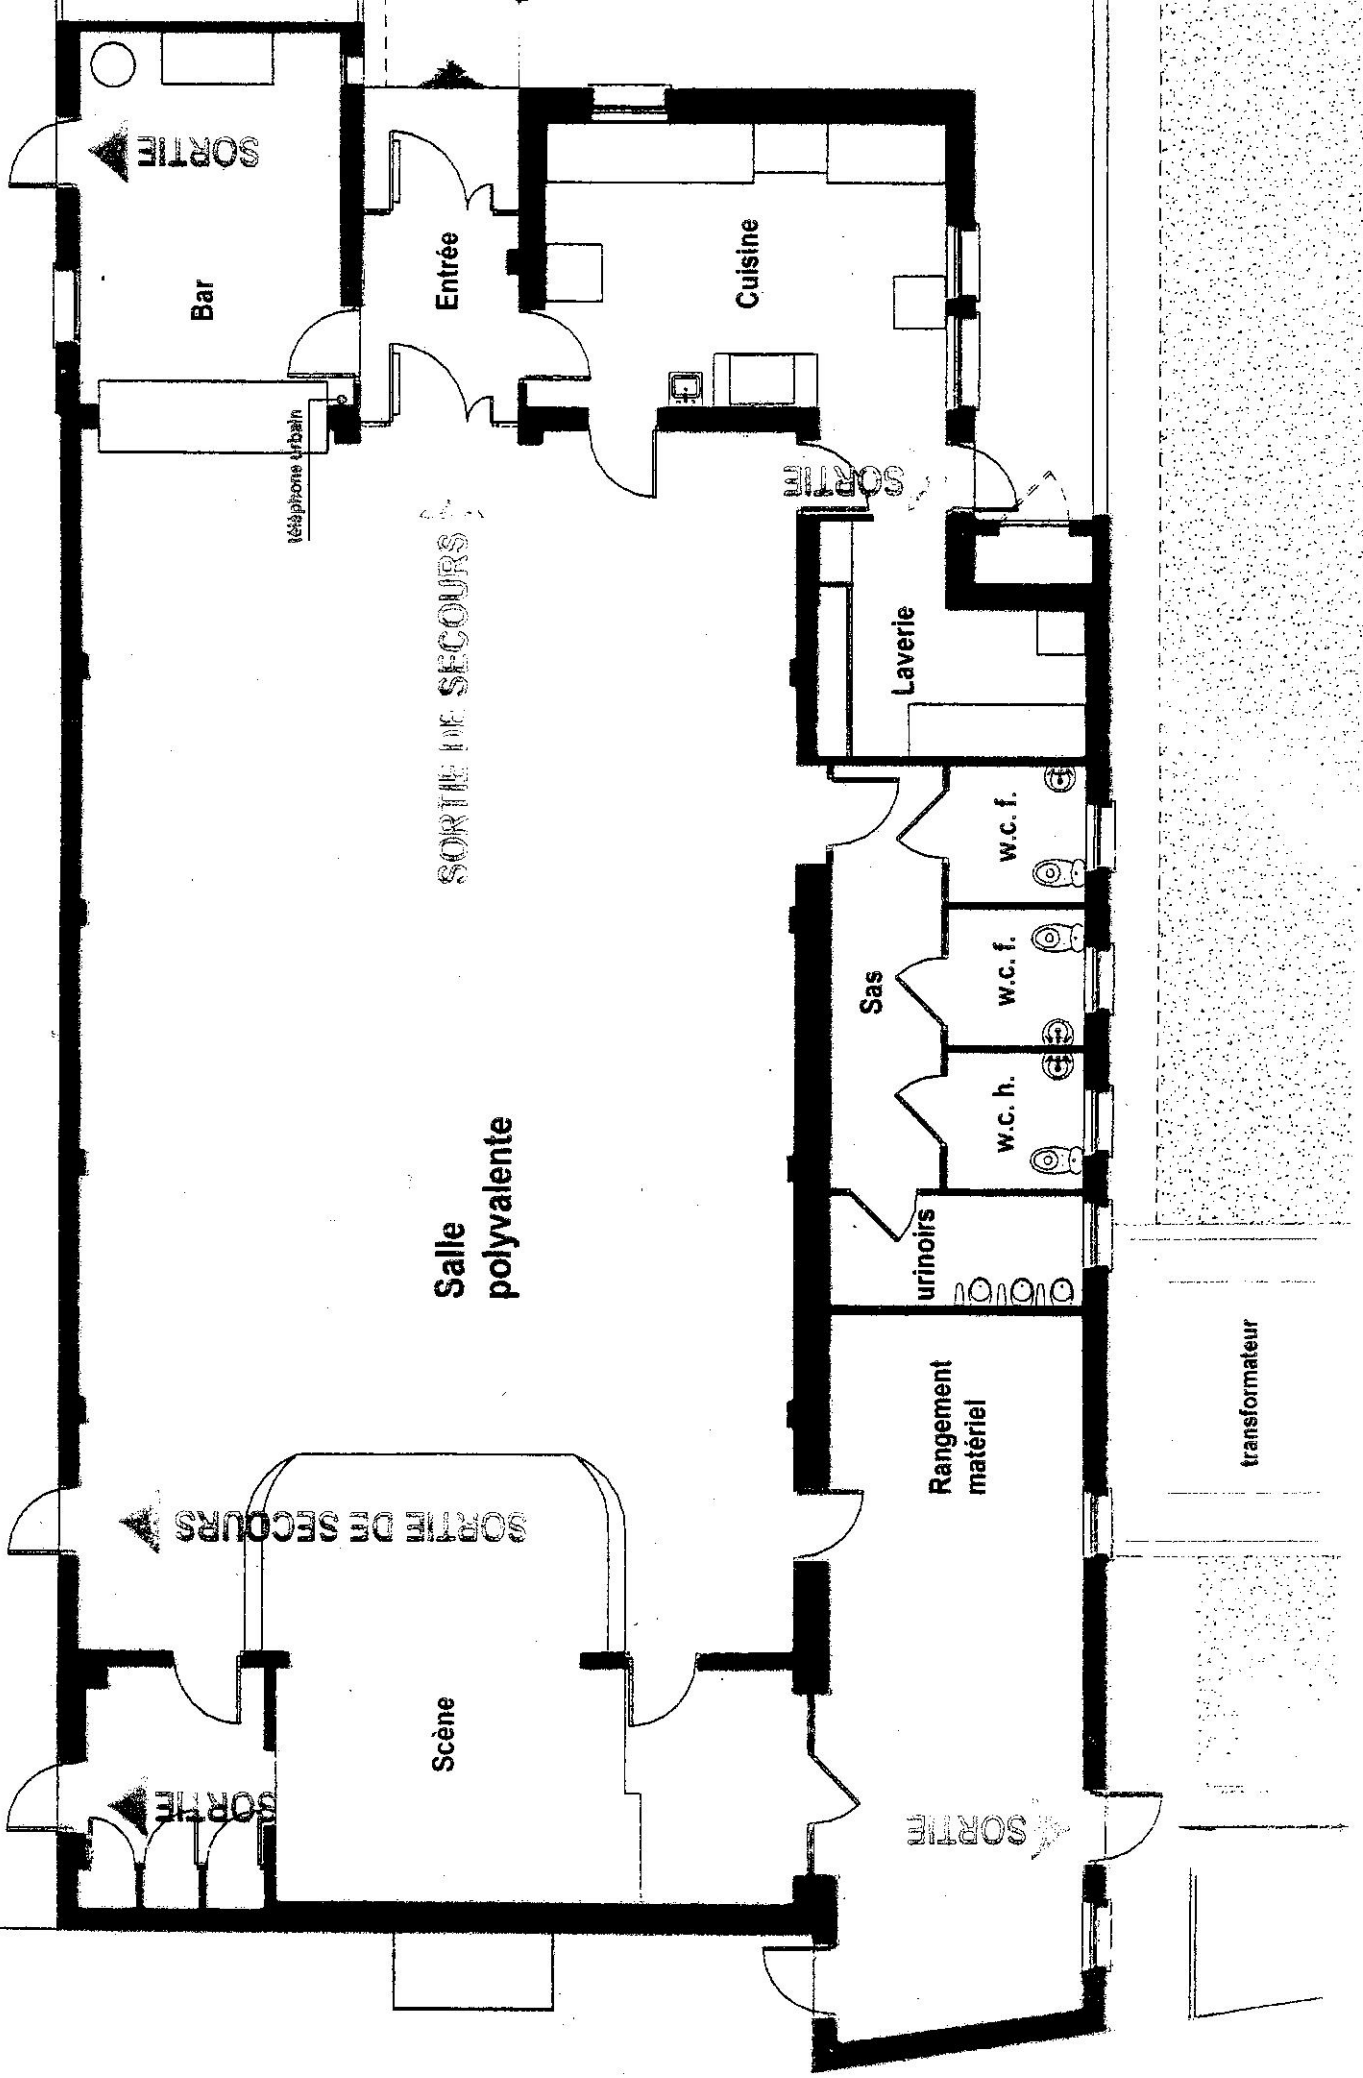 SORTIE
Bar
Entrée
Cuisine
téléphone urbain
SORTIE
SORTIE DE SECOURS
Laverie
w.c. f.
w.c. f.
Sas
w.c. h.
Salle
polyvalente
urinoirs
Rangement
matériel
transformateur
SORTIE DE SECOURS
Scène
SORTIE
SORTIE